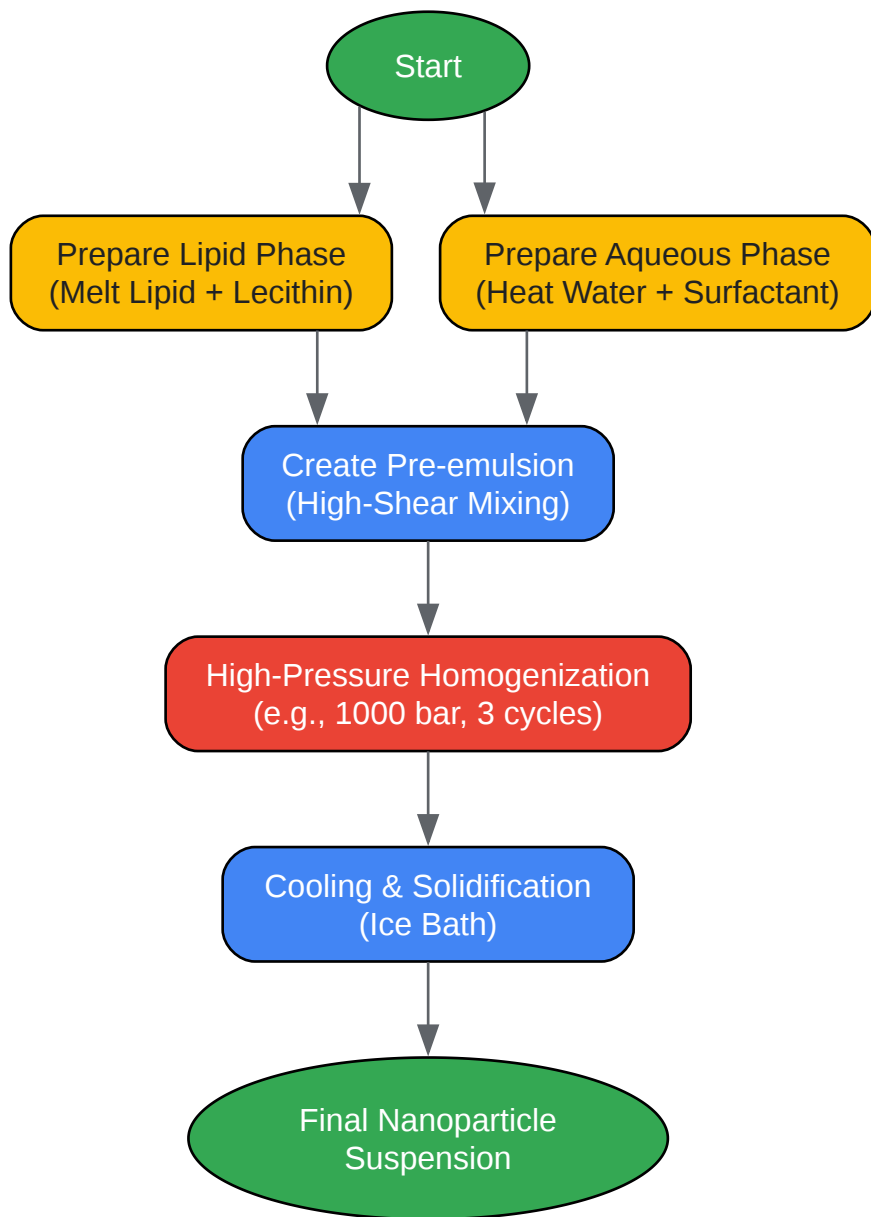 Start
Prepare Lipid Phase
(Melt Lipid + Lecithin)
Prepare Aqueous Phase
(Heat Water + Surfactant)
Create Pre-emulsion
(High-Shear Mixing)
High-Pressure Homogenization
(e.g., 1000 bar, 3 cycles)
Cooling & Solidification
(Ice Bath)
Final Nanoparticle
Suspension